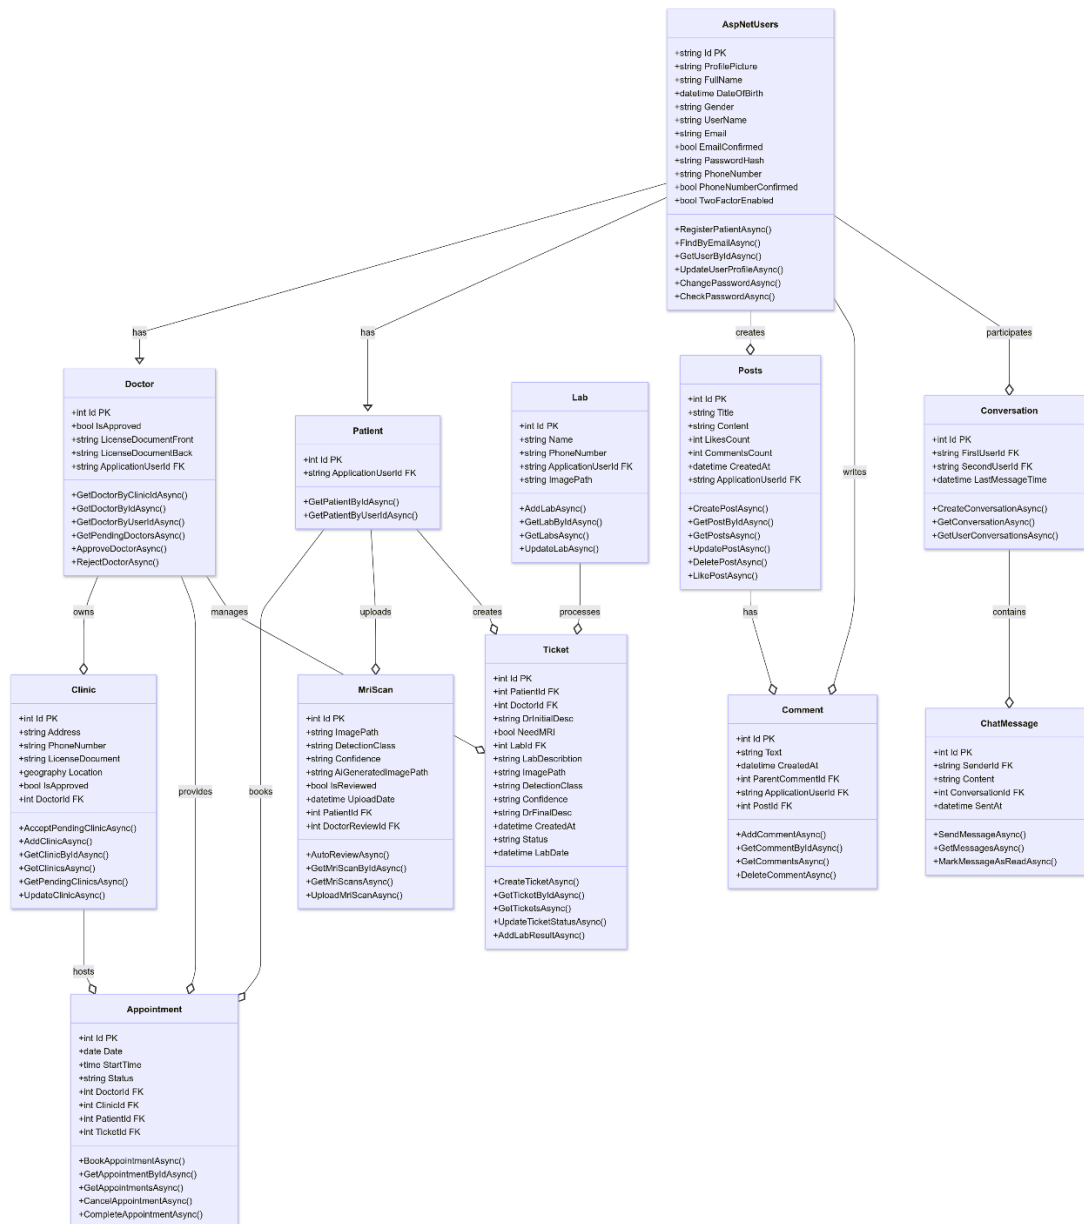 AspNetUsers
+string Id PK
+string ProfilePicture
+string FullName
+datetime DateOfBirth
+string Gender
+string UserName
+string Email
+bool EmailConfirmed
+string PasswordHash
+string PhoneNumber
+bool PhoneNumberConfirmed
+bool TwoFactorEnabled
+RegisterPatientAsync()
+FindByEmailAsync()
+GetUserByIdAsync()
+UpdateUserProfileAsync()
+ChangePasswordAsync()
+CheckPasswordAsync()
has
has
creates
participates
Doctor
+int Id PK
+bool IsApproved
+string LicenseDocumentFront
+string LicenseDocumentBack
+string ApplicationUserId FK
+GetDoctorByClinicIdAsync()
+GetDoctorByIdAsync()
+GetDoctorByUserIdAsync()
+GetPendingDoctorsAsync()
+ApproveDoctorAsync()
+RejectDoctorAsync()
Patient
+int Id PK
+string ApplicationUserId FK
+GetPatientByIdAsync()
+GetPatientByUserIdAsync()
Lab
+int Id PK
+string Name
+string PhoneNumber
+string ApplicationUserId FK
+string ImagePath
+AddLabAsync()
+GetLabByIdAsync()
+GetLabsAsync()
+UpdateLabAsync()
Posts
+int Id PK
+string Title
+string Content
+int LikesCount
+int CommentsCount
+datetime CreatedAt
+string ApplicationUserId FK
+CreatePostAsync()
+GetPostByIdAsync()
+GetPostsAsync()
+UpdatePostAsync()
+DeletePostAsync()
+LikePostAsync()
writes
Conversation
+int Id PK
+string FirstUserId FK
+string SecondUserId FK
+datetime LastMessageTime
+CreateConversationAsync()
+GetConversationAsync()
+GetUserConversationsAsync()
owns
manages
uploads
creates
processes
has
contains
Clinic
+int Id PK
+string Address
+string PhoneNumber
+string LicenseDocument
+geography Location
+bool IsApproved
+int DoctorId FK
+AcceptPendingClinicAsync()
+AddClinicAsync()
+GetClinicByIdAsync()
+GetClinicsAsync()
+GetPendingClinicsAsync()
+UpdateClinicAsync()
provides
books
MriScan
+int Id PK
+string ImagePath
+string DetectionClass
+string Confidence
+string AiGeneratedImagePath
+bool IsReviewed
+datetime UploadDate
+int PatientId FK
+int DoctorReviewId FK
+AutoReviewAsync()
+GetMriScanByIdAsync()
+GetMriScansAsync()
+UploadMriScanAsync()
Ticket
+int Id PK
+int PatientId FK
+int DoctorId FK
+string DrInitialDesc
+bool NeedMRI
+int LabId FK
+string LabDescribtion
+string ImagePath
+string DetectionClass
+string Confidence
+string DrFinalDesc
+datetime CreatedAt
+string Status
+datetime LabDate
+CreateTicketAsync()
+GetTicketByIdAsync()
+GetTicketsAsync()
+UpdateTicketStatusAsync()
+AddLabResultAsync()
Comment
+int Id PK
+string Text
+datetime CreatedAt
+int ParentCommentId FK
+string ApplicationUserId FK
+int PostId FK
+AddCommentAsync()
+GetCommentByIdAsync()
+GetCommentsAsync()
+DeleteCommentAsync()
ChatMessage
+int Id PK
+string SenderId FK
+string Content
+int ConversationId FK
+datetime SentAt
+SendMessageAsync()
+GetMessagesAsync()
+MarkMessageAsReadAsync()
hosts
Appointment
+int Id PK
+date Date
+time StartTime
+string Status
+int DoctorId FK
+int ClinicId FK
+int PatientId FK
+int TicketId FK
+BookAppointmentAsync()
+GetAppointmentByIdAsync()
+GetAppointmentsAsync()
+CancelAppointmentAsync()
+CompleteAppointmentAsync()